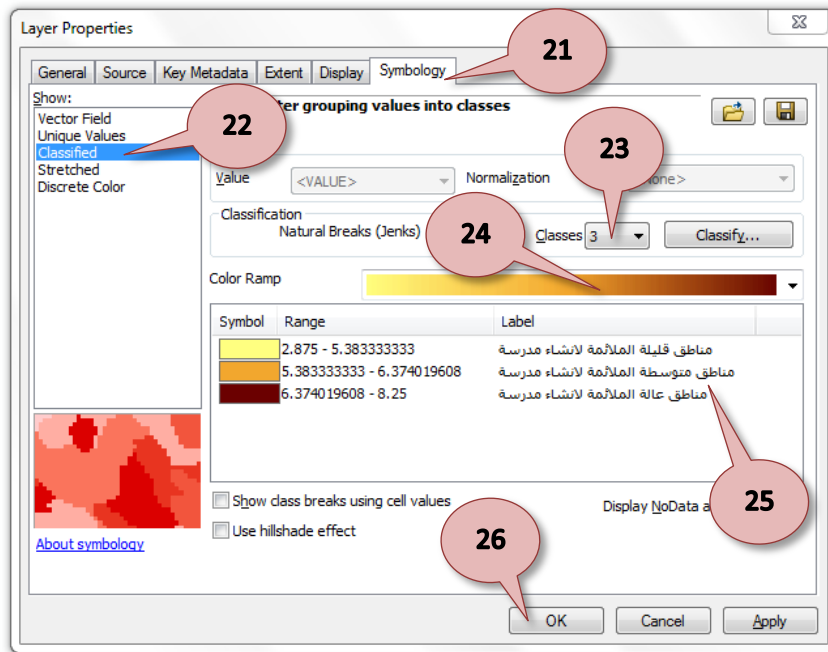 Layer Properties
21
General Source Key Metadata Extent Display Symbology
Show:
Vector Field
Unique Values
Classified
Stretched
Discrete Color
22
ter grouping values into classes
23
Value <VALUE> Normalization one>
Classification
Natural Breaks (Jenks) 24 Classes 3 Classify...
Color Ramp
Symbol Range Label
2.875 - 5.383333333 مناطق قليلة الملائمة لانشاء مدرسة
5.383333333 - 6.374019608 مناطق متوسطة الملائمة لانشاء مدرسة
6.374019608 - 8.25 مناطق عالة الملائمة لانشاء مدرسة
Show class breaks using cell values
Display NoData a 25
Use hillshade effect
26
About symbology
OK Cancel Apply